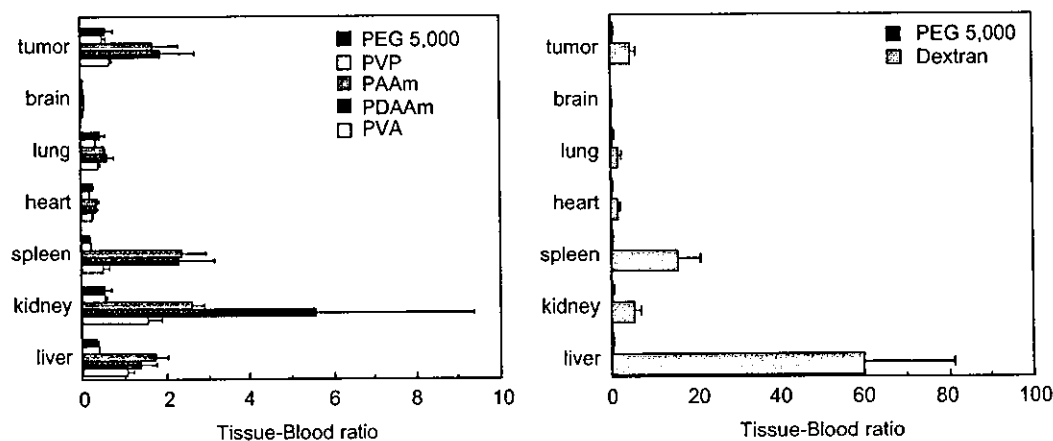 tumor
brain
lung
heart
spleen
kidney
liver
PEG 5,000
PVP
PAAm
PDAAm
PVA
0 2 4 6 8 10
Tissue-Blood ratio
tumor
brain
lung
heart
spleen
kidney
liver
PEG 5,000
Dextran
0 20 40 60 80 100
Tissue-Blood ratio